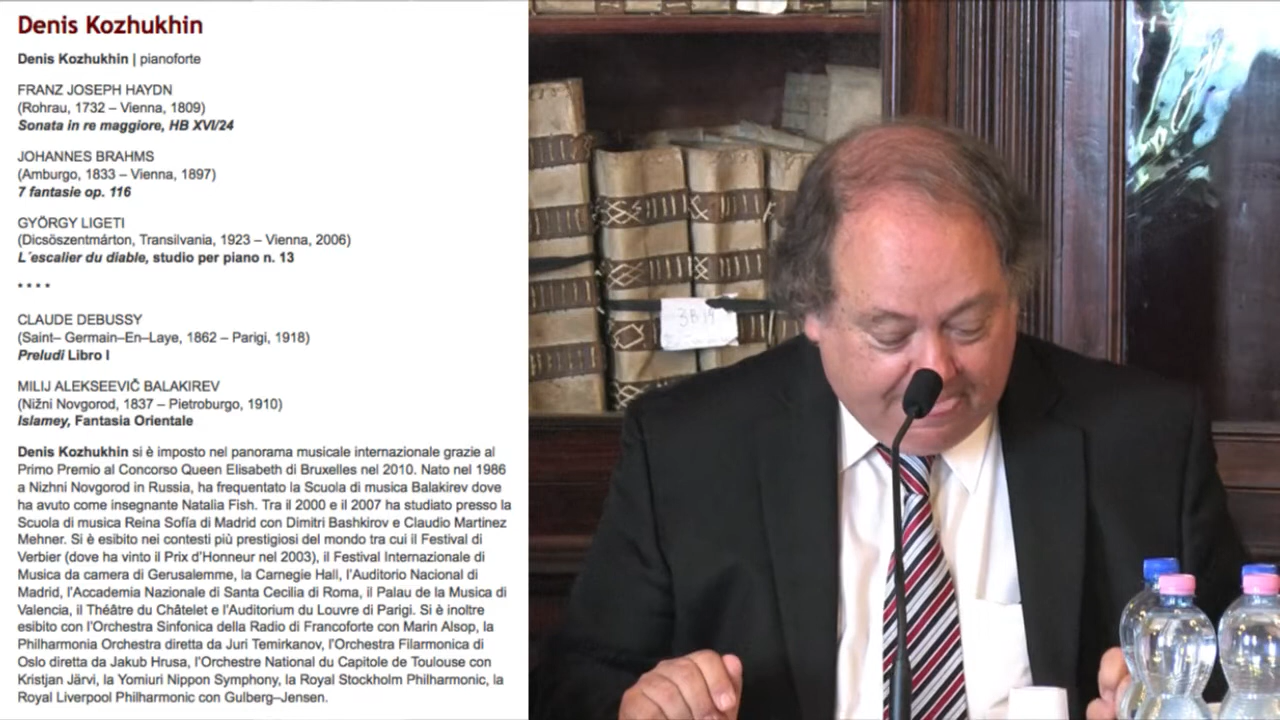 Denis Kozhukhin
Denis Kozhukhin | pianoforte
FRANZ JOSEPH HAYDN
(Rohrau, 1732 – Vienna, 1809)
Sonata in re maggiore, HB XVI/24
JOHANNES BRAHMS
(Amburgo, 1833 – Vienna, 1897)
7 fantasie op. 116
GYÖRGY LIGETI
(Dicsöszentmárton, Transilvania, 1923 – Vienna, 2006)
L´escalier du diable, studio per piano n. 13
* * * *
CLAUDE DEBUSSY
(Saint– Germain–En–Laye, 1862 – Parigi, 1918)
Preludi Libro I
MILIJ ALEKSEEVIČ BALAKIREV
(Nižni Novgorod, 1837 – Pietroburgo, 1910)
Islamey, Fantasia Orientale
Denis Kozhukhin si è imposto nel panorama musicale internazionale grazie al
Primo Premio al Concorso Queen Elisabeth di Bruxelles nel 2010. Nato nel 1986
a Nizhni Novgorod in Russia, ha frequentato la Scuola di musica Balakirev dove
ha avuto come insegnante Natalia Fish. Tra il 2000 e il 2007 ha studiato presso la
Scuola di musica Reina Sofía di Madrid con Dimitri Bashkirov e Claudio Martinez
Mehner. Si è esibito nei contesti più prestigiosi del mondo tra cui il Festival di
Verbier (dove ha vinto il Prix d’Honneur nel 2003), il Festival Internazionale di
Musica da camera di Gerusalemme, la Carnegie Hall, l’Auditorio Nacional di
Madrid, l’Accademia Nazionale di Santa Cecilia di Roma, il Palau de la Musica di
Valencia, il Théâtre du Châtelet e l’Auditorium du Louvre di Parigi. Si è inoltre
esibito con l’Orchestra Sinfonica della Radio di Francoforte con Marin Alsop, la
Philharmonia Orchestra diretta da Juri Temirkanov, l’Orchestra Filarmonica di
Oslo diretta da Jakub Hrusa, l’Orchestre National du Capitole de Toulouse con
Kristjan Järvi, la Yomiuri Nippon Symphony, la Royal Stockholm Philharmonic, la
Royal Liverpool Philharmonic con Gulberg–Jensen.